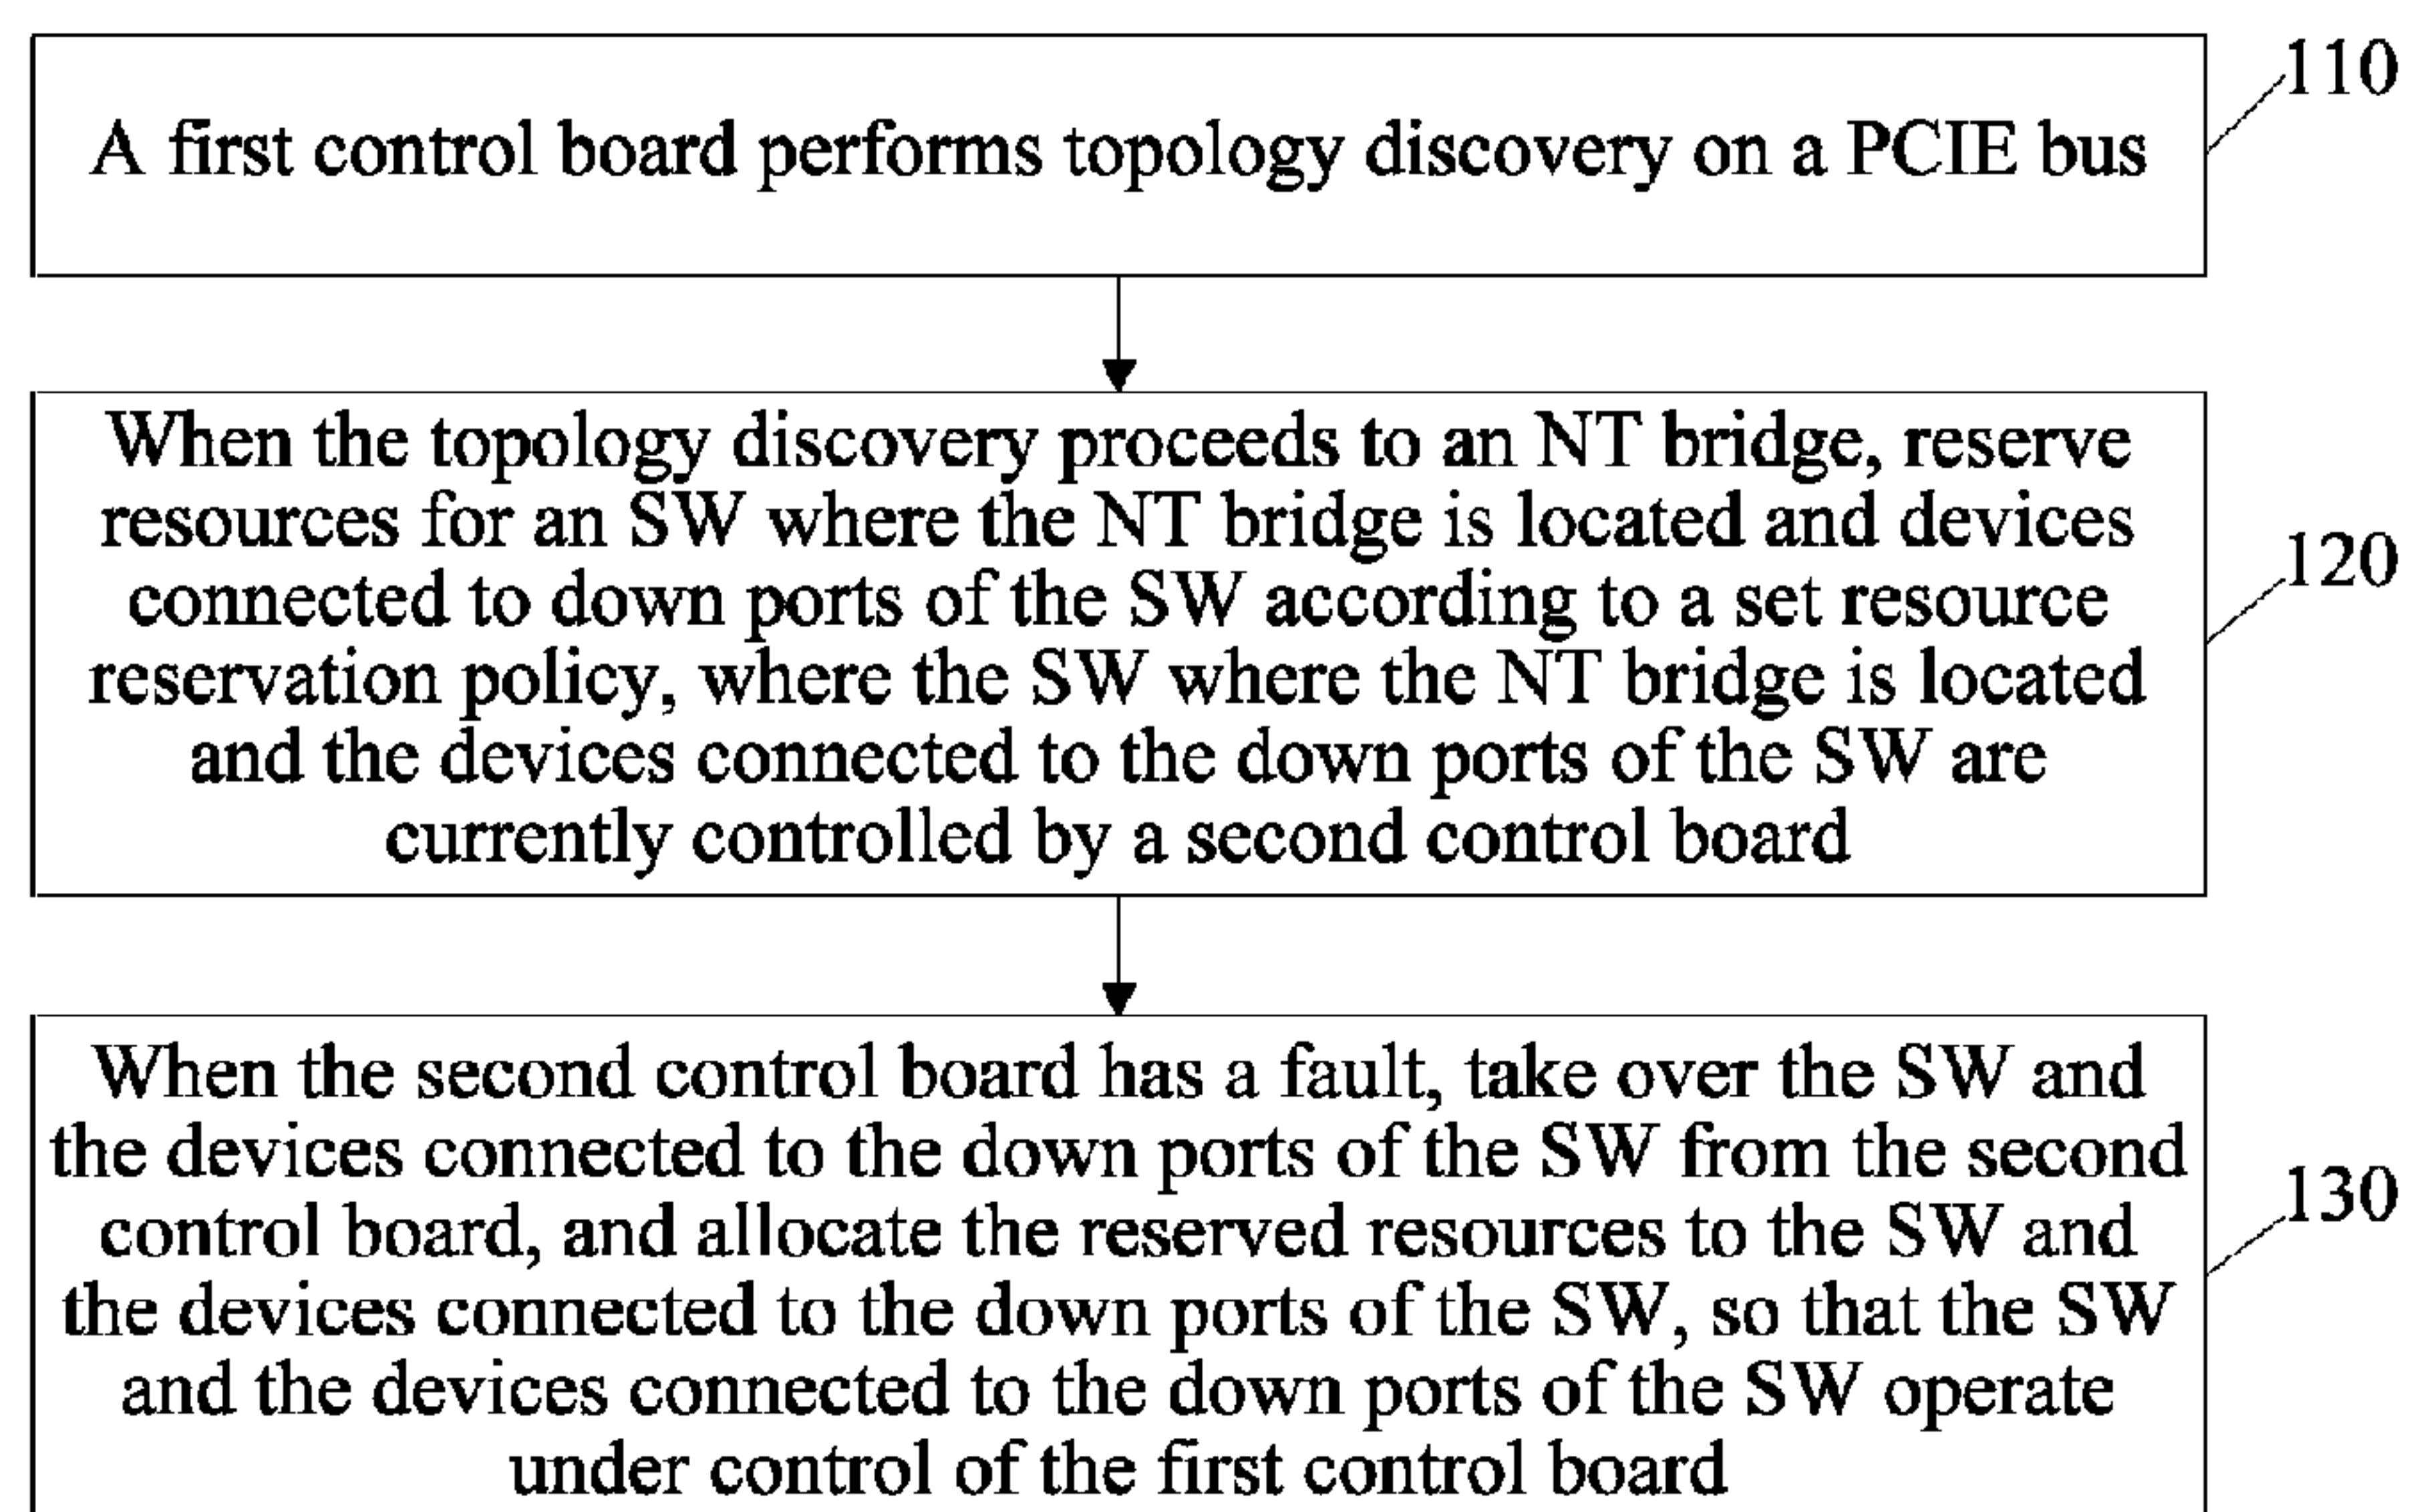 110
A first control board performs topology discovery on a PCIE bus
When the topology discovery proceeds to an NT bridge, reserve
resources for an SW where the NT bridge is located and devices
connected to down ports of the SW according to a set resource
reservation policy, where the SW where the NT bridge is located
and the devices connected to the down ports of the SW are
currently controlled by a second control board
120
When the second control board has a fault, take over the SW and
the devices connected to the down ports of the SW from the second
control board, and allocate the reserved resources to the SW and
the devices connected to the down ports of the SW, so that the SW
and the devices connected to the down ports of the SW operate
under control of the first control board
130